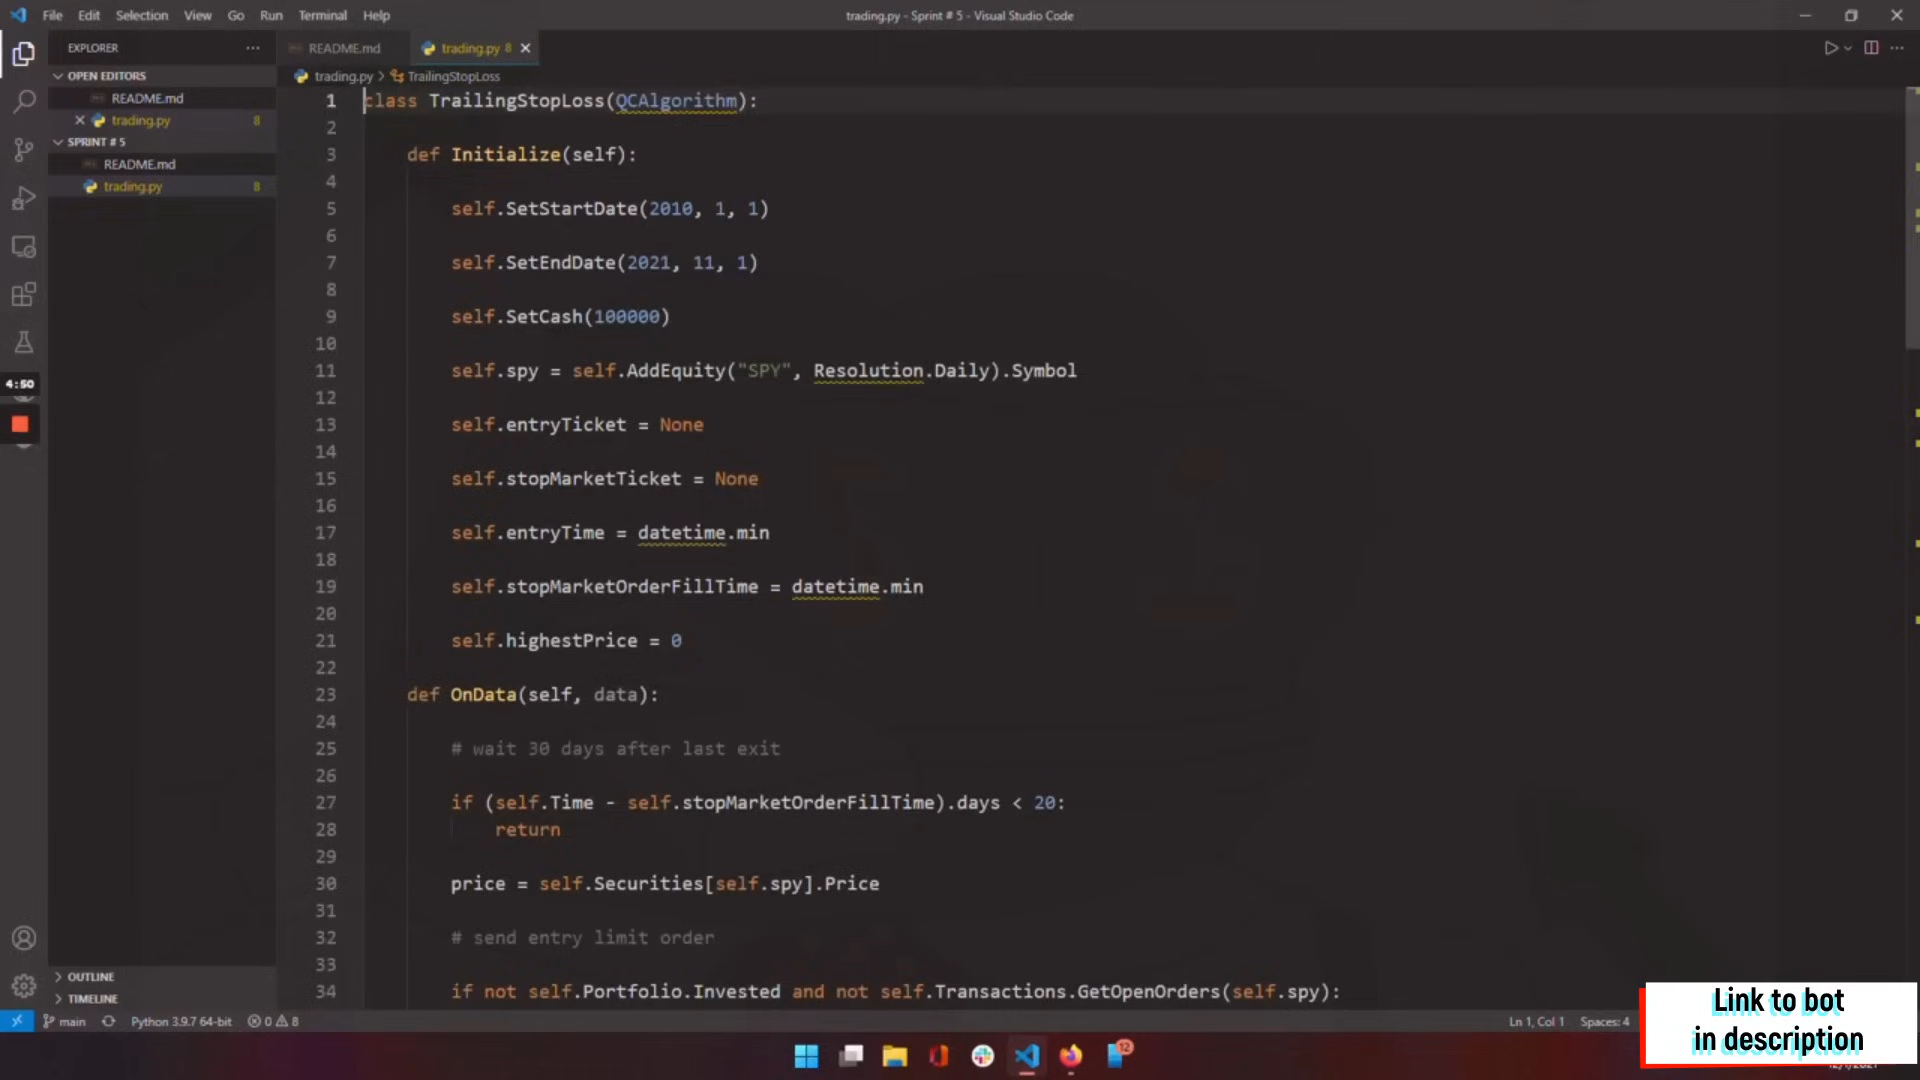 File Edit Selection View Go Run Terminal Help
trading.py - Sprint # 5 - Visual Studio Code
EXPLORER
README.md
trading.py 8
OPEN EDITORS
README.md
trading.py 8
SPRINT # 5
README.md
trading.py 8
4:50
OUTLINE
TIMELINE
trading.py > TrailingStopLoss
1 class TrailingStopLoss(QCAlgorithm):
2
3 def Initialize(self):
4
5 self.SetStartDate(2010, 1, 1)
6
7 self.SetEndDate(2021, 11, 1)
8
9 self.SetCash(100000)
10
11 self.spy = self.AddEquity("SPY", Resolution.Daily).Symbol
12
13 self.entryTicket = None
14
15 self.stopMarketTicket = None
16
17 self.entryTime = datetime.min
18
19 self.stopMarketOrderFillTime = datetime.min
20
21 self.highestPrice = 0
22
23 def OnData(self, data):
24
25 # wait 30 days after last exit
26
27 if (self.Time - self.stopMarketOrderFillTime).days < 20:
28 return
29
30 price = self.Securities[self.spy].Price
31
32 # send entry limit order
33
34 if not self.Portfolio.Invested and not self.Transactions.GetOpenOrders(self.spy):
main Python 3.9.7 64-bit 0 8
Ln 1, Col 1 Spaces: 4
Link to bot
in description
12